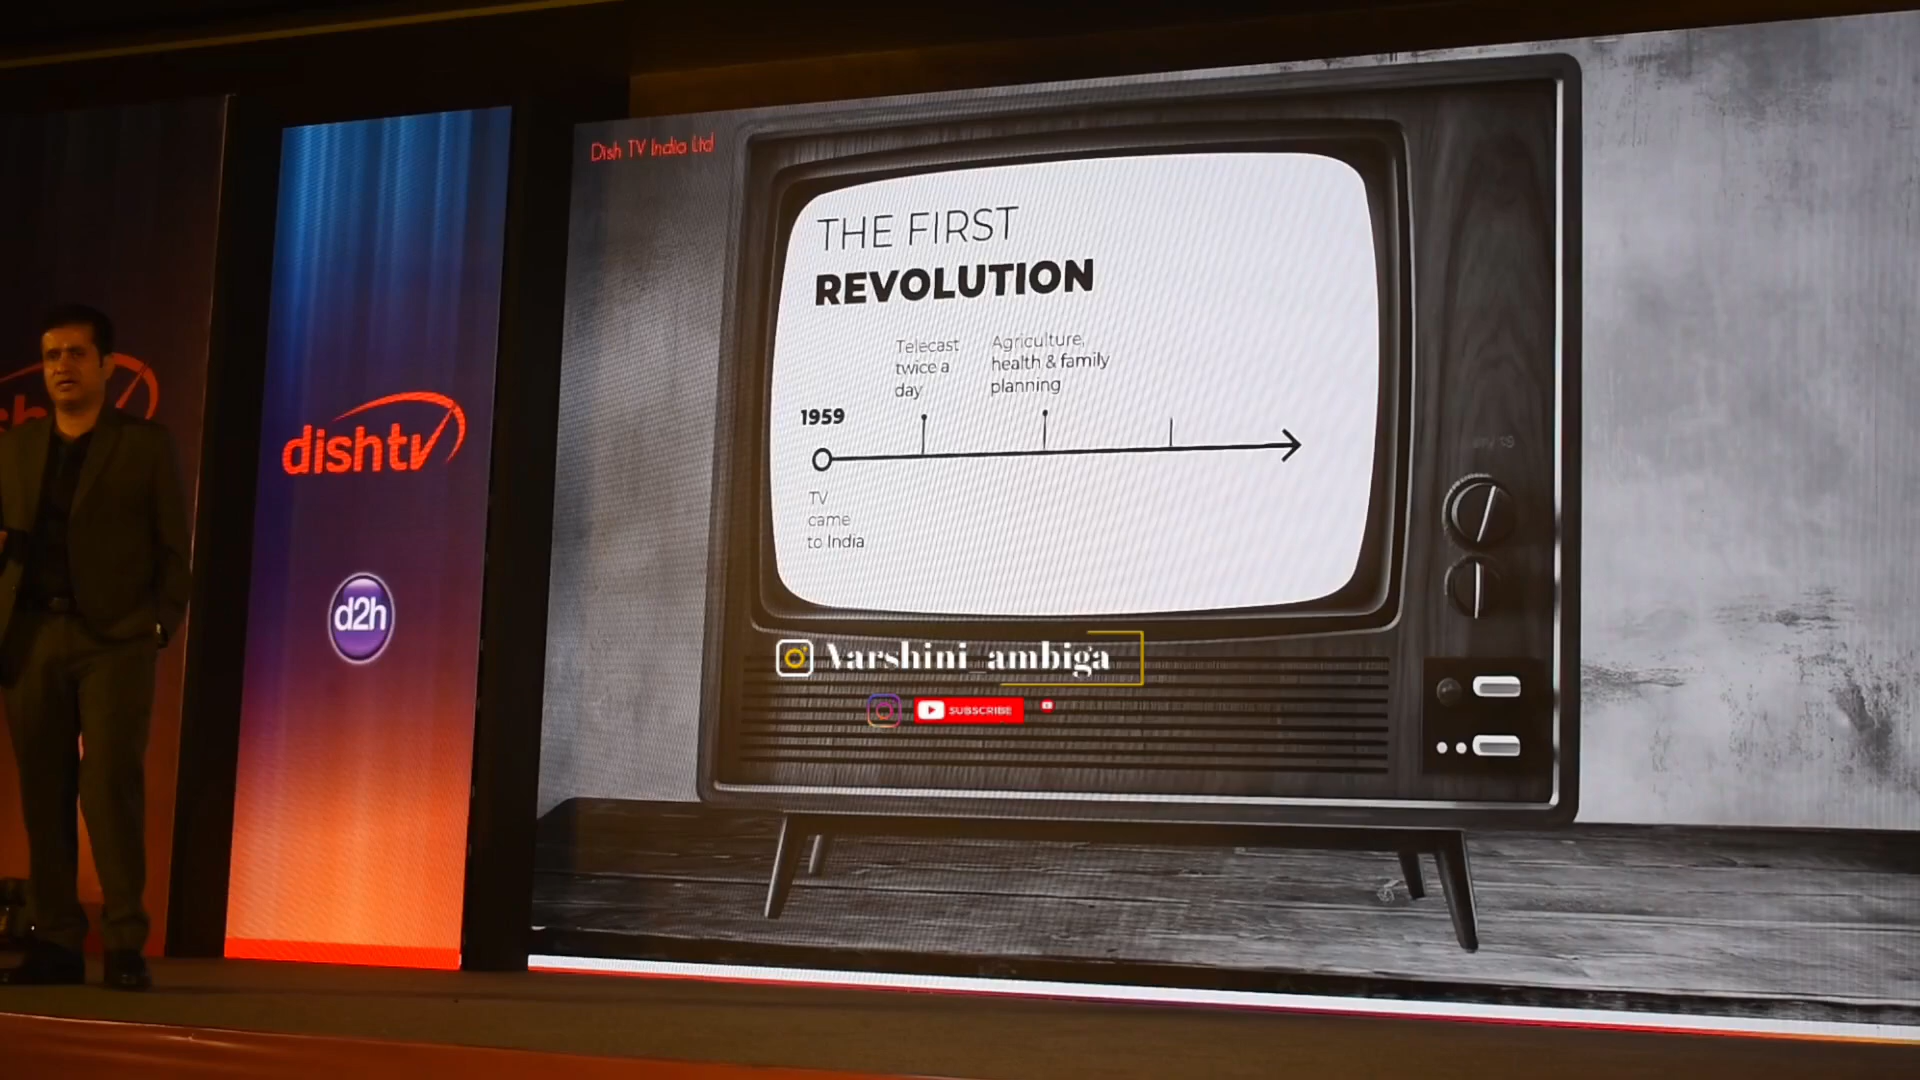 Dish TV India Ltd
THE FIRST
REVOLUTION
Telecast
twice a
day
Agriculture,
health & family
planning
1959
TV
came
to India
dishtv
d2h
Varshini_ambiga
SUBSCRIBE